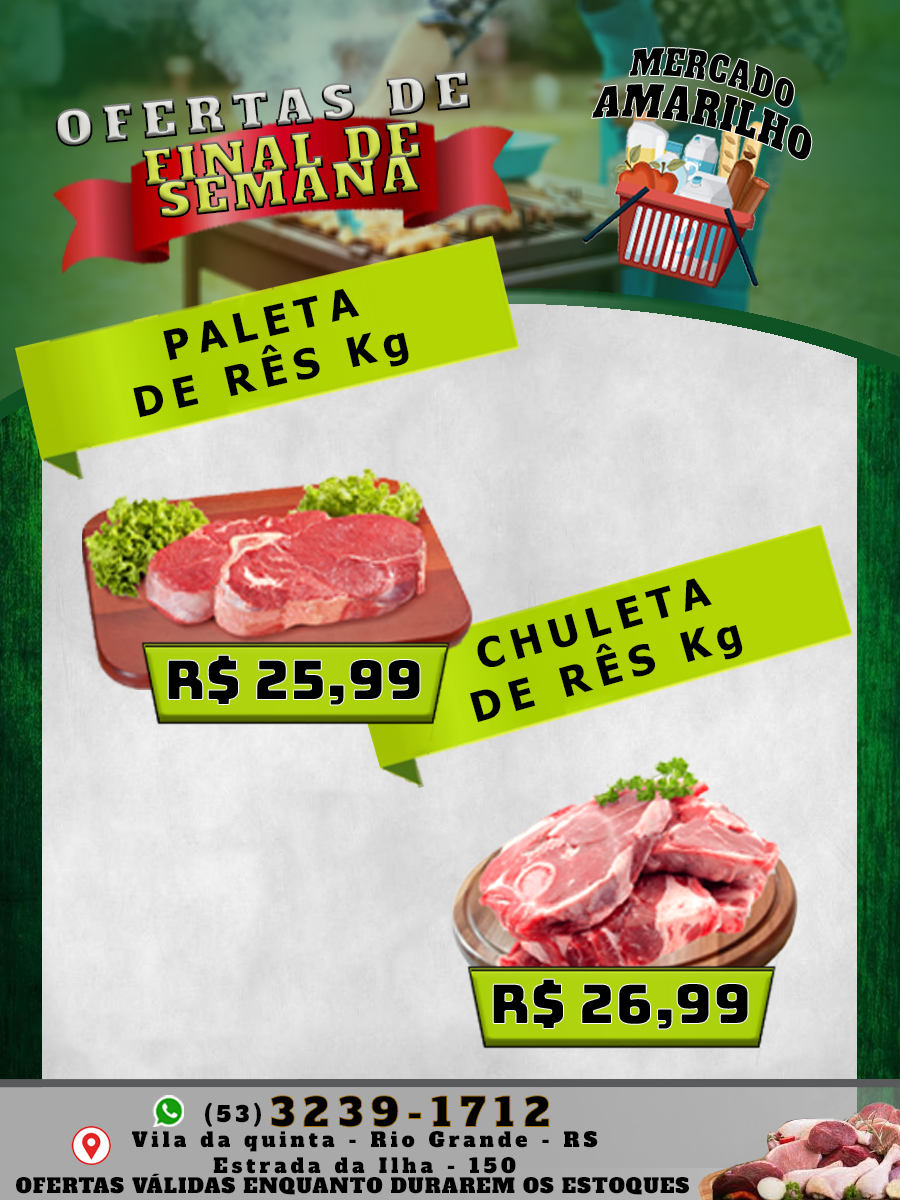 OFERTAS DE
FINAL DE
SEMANA
MERCADO
AMARILHO
PALETA
DE RÊS Kg
R$ 25,99
CHULETA
DE RÊS Kg
R$ 26,99
(53) 3239-1712
Vila da quinta - Rio Grande - RS
Estrada da Ilha - 150
OFERTAS VÁLIDAS ENQUANTO DURAREM OS ESTOQUES